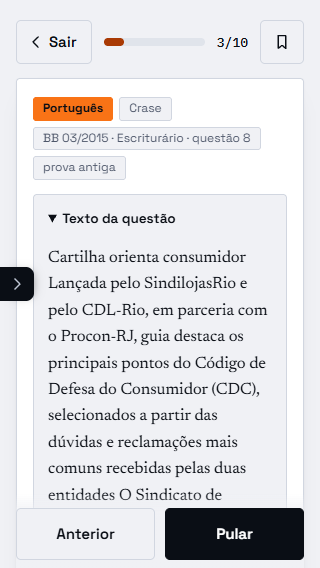 Sair
3/10
Português
Crase
BB 03/2015 · Escriturário · questão 8
prova antiga
▼ Texto da questão
Cartilha orienta consumidor
Lançada pelo SindilojasRio e
pelo CDL-Rio, em parceria com
o Procon-RJ, guia destaca os
principais pontos do Código de
Defesa do Consumidor (CDC),
selecionados a partir das
dúvidas e reclamações mais
comuns recebidas pelas duas
entidades O Sindicato de
Anterior
Pular